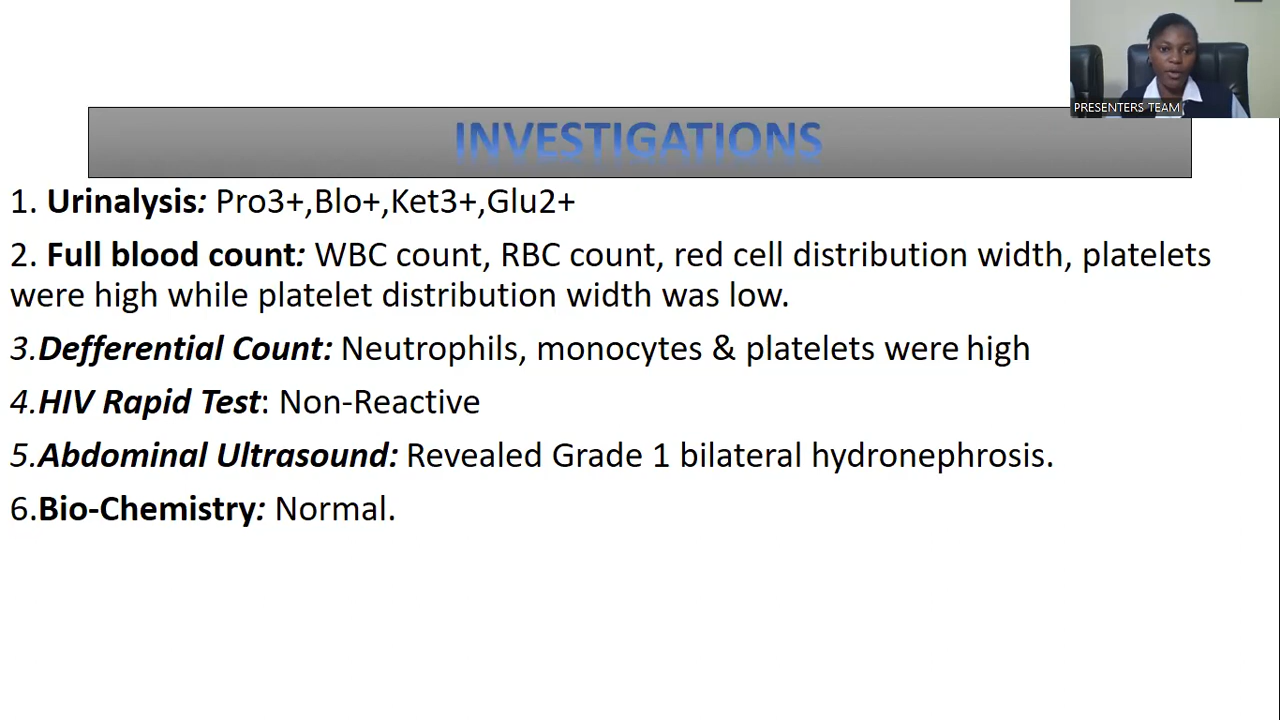 PRESENTERS TEAM
INVESTIGATIONS
1. Urinalysis: Pro3+,Blo+,Ket3+,Glu2+
2. Full blood count: WBC count, RBC count, red cell distribution width, platelets
were high while platelet distribution width was low.
3.Defferential Count: Neutrophils, monocytes & platelets were high
4.HIV Rapid Test: Non-Reactive
5.Abdominal Ultrasound: Revealed Grade 1 bilateral hydronephrosis.
6.Bio-Chemistry: Normal.